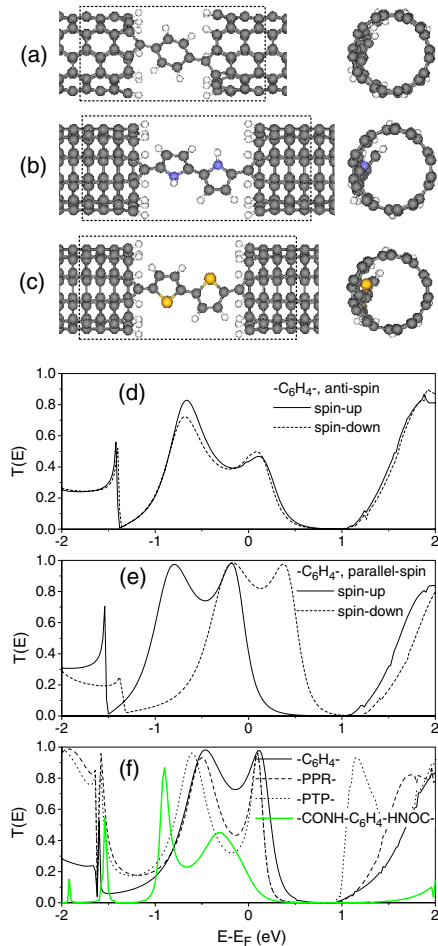 (a)
(b)
(c)
(d)
-C₆H₄-, anti-spin
spin-up
spin-down
T(E)
1.0
0.8
0.6
0.4
0.2
0.0
-2 -1 0 1 2
(e)
-C₆H₄-, parallel-spin
spin-up
spin-down
T(E)
1.0
0.8
0.6
0.4
0.2
0.0
-2 -1 0 1 2
(f)
-C₆H₄-
-PPR-
-PTP-
-CONH-C₆H₄-HNOC-
T(E)
1.0
0.8
0.6
0.4
0.2
0.0
-2 -1 0 1 2
E-E_F (eV)